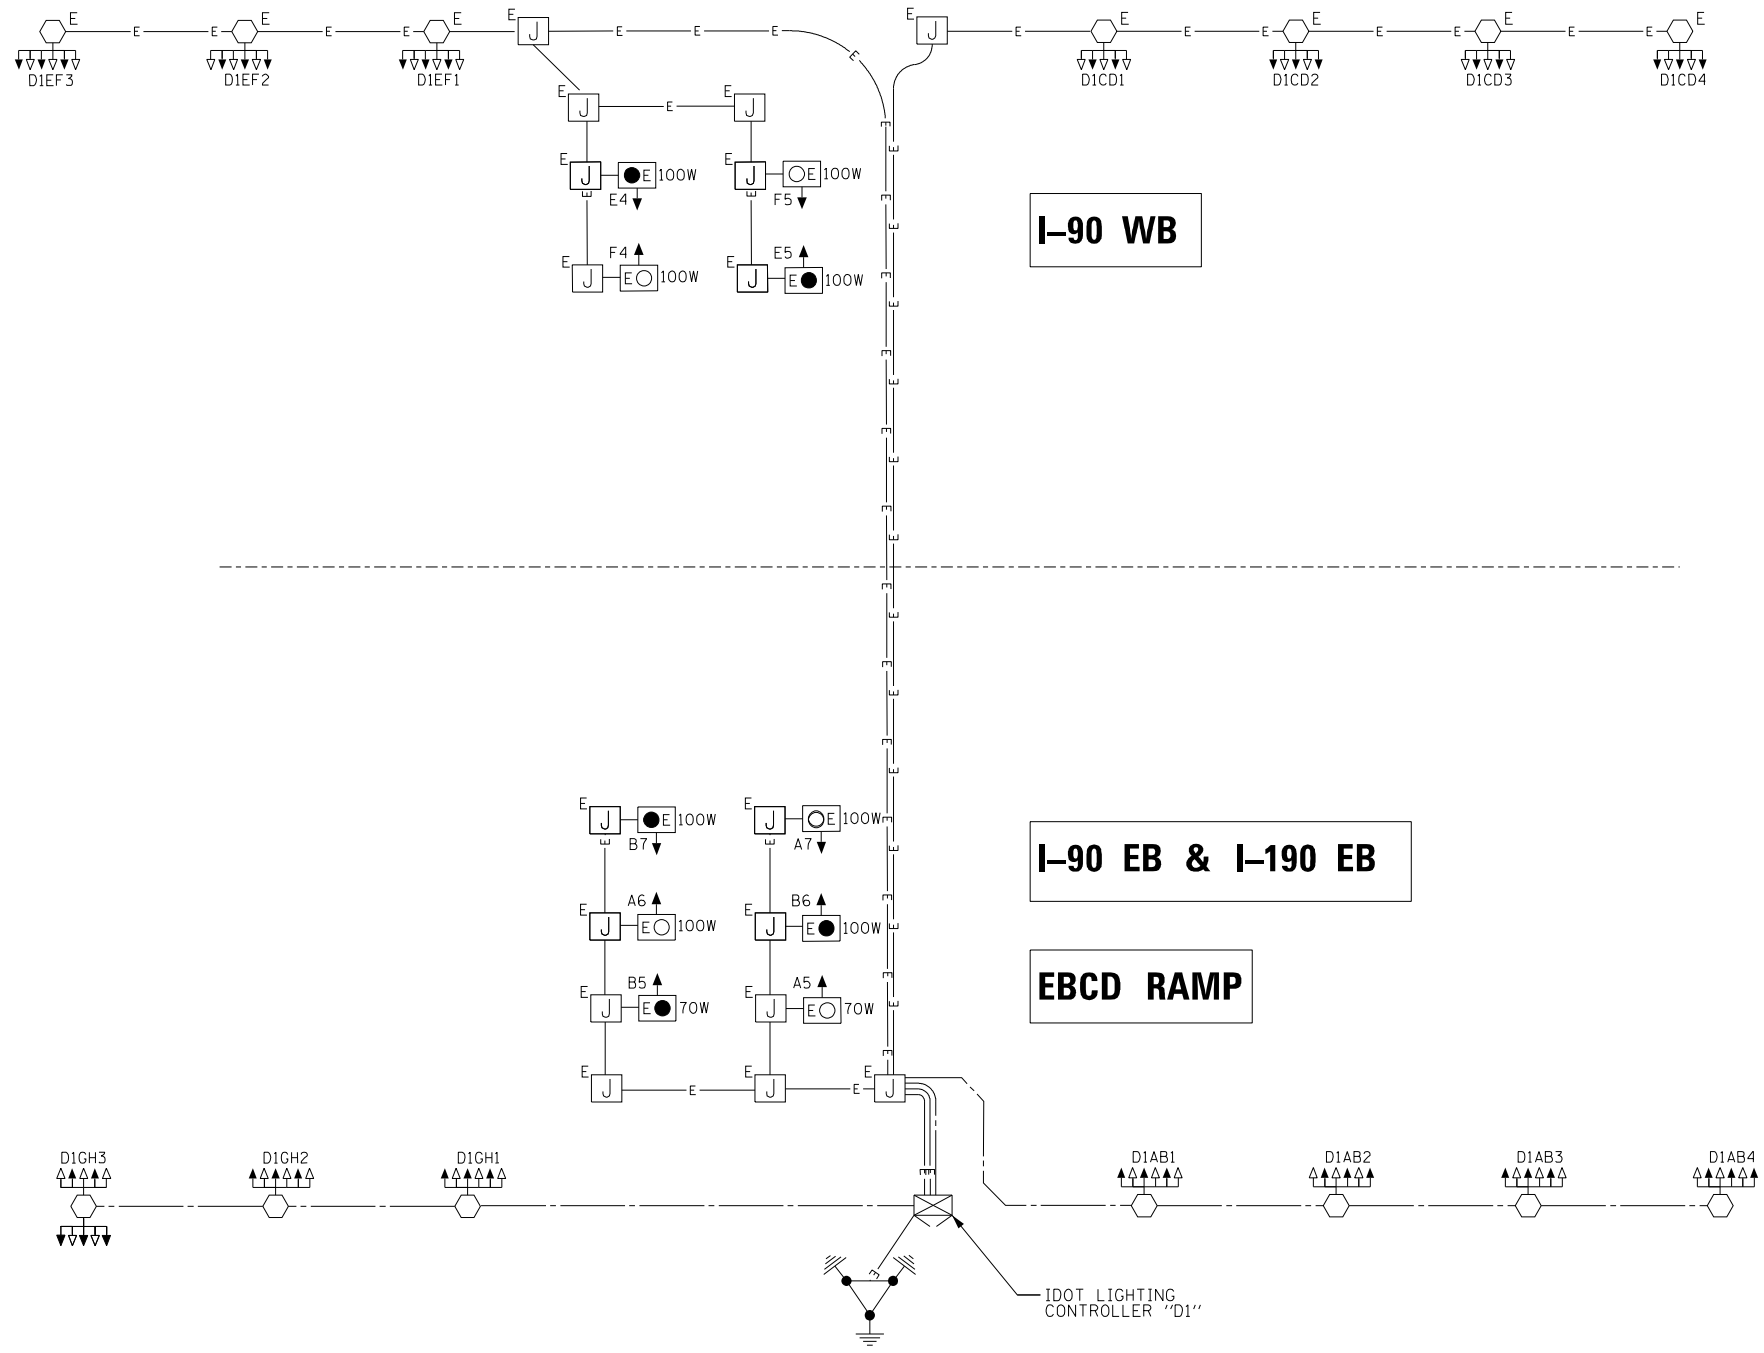 E E E E E E E E J E E E E E J E E E E E E E E E E E E
D1EF3 D1EF2 D1EF1 D1CD1 D1CD2 D1CD3 D1CD4
E J E E J
E J E 100W E J E 100W
E E4 E F5
F4 E5
E J E 100W E J E 100W
I–90 WB
E J E 100W E J E 100W
E B7 A7
I–90 EB & I–190 EB
A6 B6
E J E 100W E J E 100W
B5 A5
E J E 70W E J E 70W
EBCD RAMP
E J E E J E E J
D1GH3 D1GH2 D1GH1 D1AB1 D1AB2 D1AB3 D1AB4
E
IDOT LIGHTING
CONTROLLER "D1"